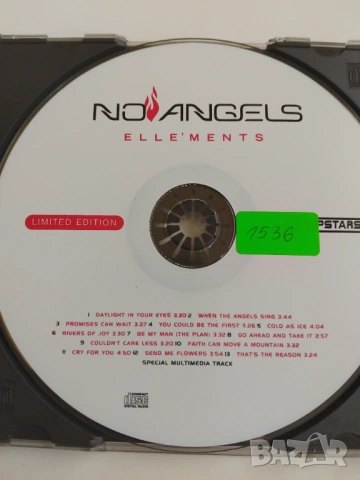 NO ANGELS
ELLE'MENTS
LIMITED EDITION
1536
PSTARS
1 DAYLIGHT IN YOUR EYES 3.30 2 WHEN THE ANGELS SING 3.44
3 PROMISES CAN WAIT 3.27 4 YOU COULD BE THE FIRST 3.26 5 COLD AS ICE 4.04
6 RIVERS OF JOY 3.30 7 BE MY MAN (THE PLAN) 3.32 8 GO AHEAD AND TAKE IT 2.57
9 COULDN'T CARE LESS 3.20 10 FAITH CAN MOVE A MOUNTAIN 3.32
11 CRY FOR YOU 4.50 12 SEND ME FLOWERS 3.54 13 THAT'S THE REASON 3.24
SPECIAL MULTIMEDIA TRACK
COMPACT
disc
DIGITAL AUDIO
BAZAR